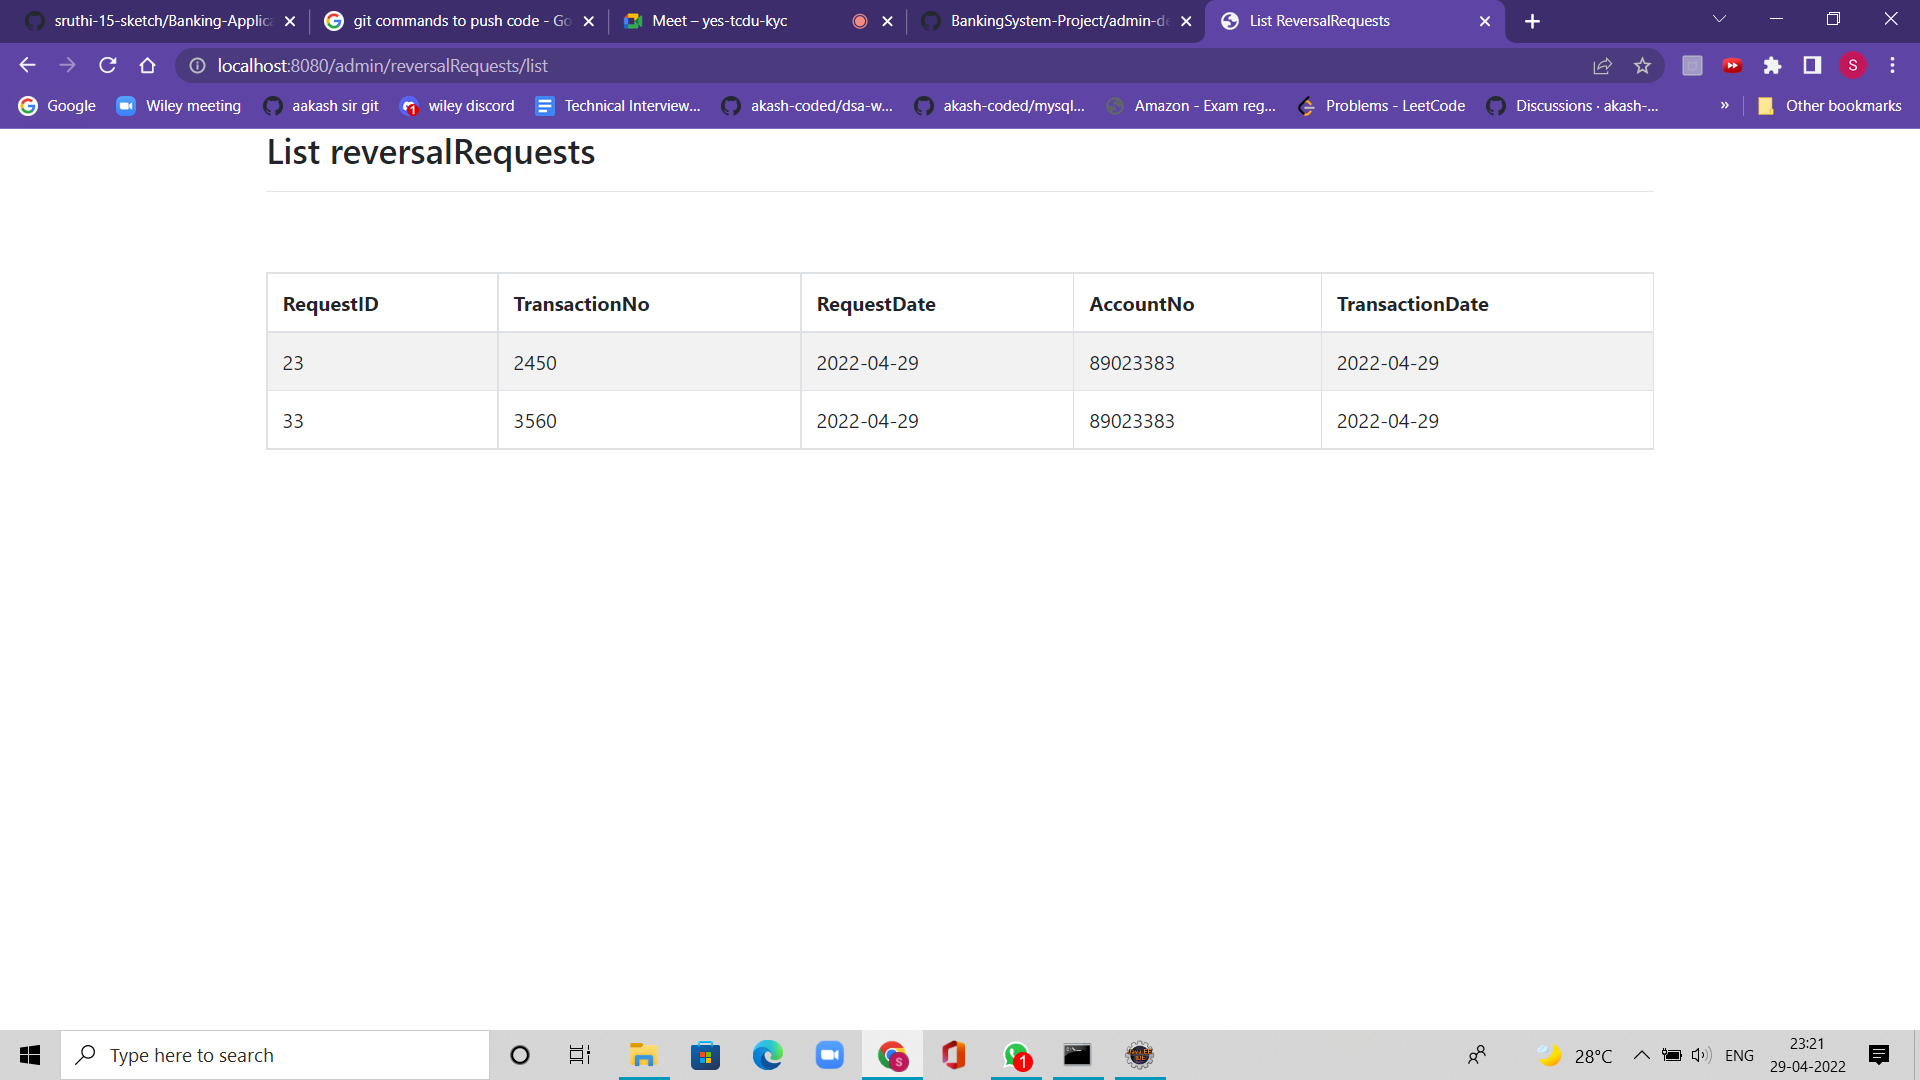 sruthi-15-sketch/Banking-Applica
git commands to push code - Go
Meet – yes-tcdu-kyc
BankingSystem-Project/admin-de
List ReversalRequests
localhost:8080/admin/reversalRequests/list
S
Google
Wiley meeting
aakash sir git
1
wiley discord
Technical Interview...
akash-coded/dsa-w...
akash-coded/mysql...
Amazon - Exam reg...
Problems - LeetCode
Discussions · akash-...
»
Other bookmarks
List reversalRequests
RequestID TransactionNo RequestDate AccountNo TransactionDate
23 2450 2022-04-29 89023383 2022-04-29
33 3560 2022-04-29 89023383 2022-04-29
Type here to search
S
1
28°C
ENG
23:21
29-04-2022